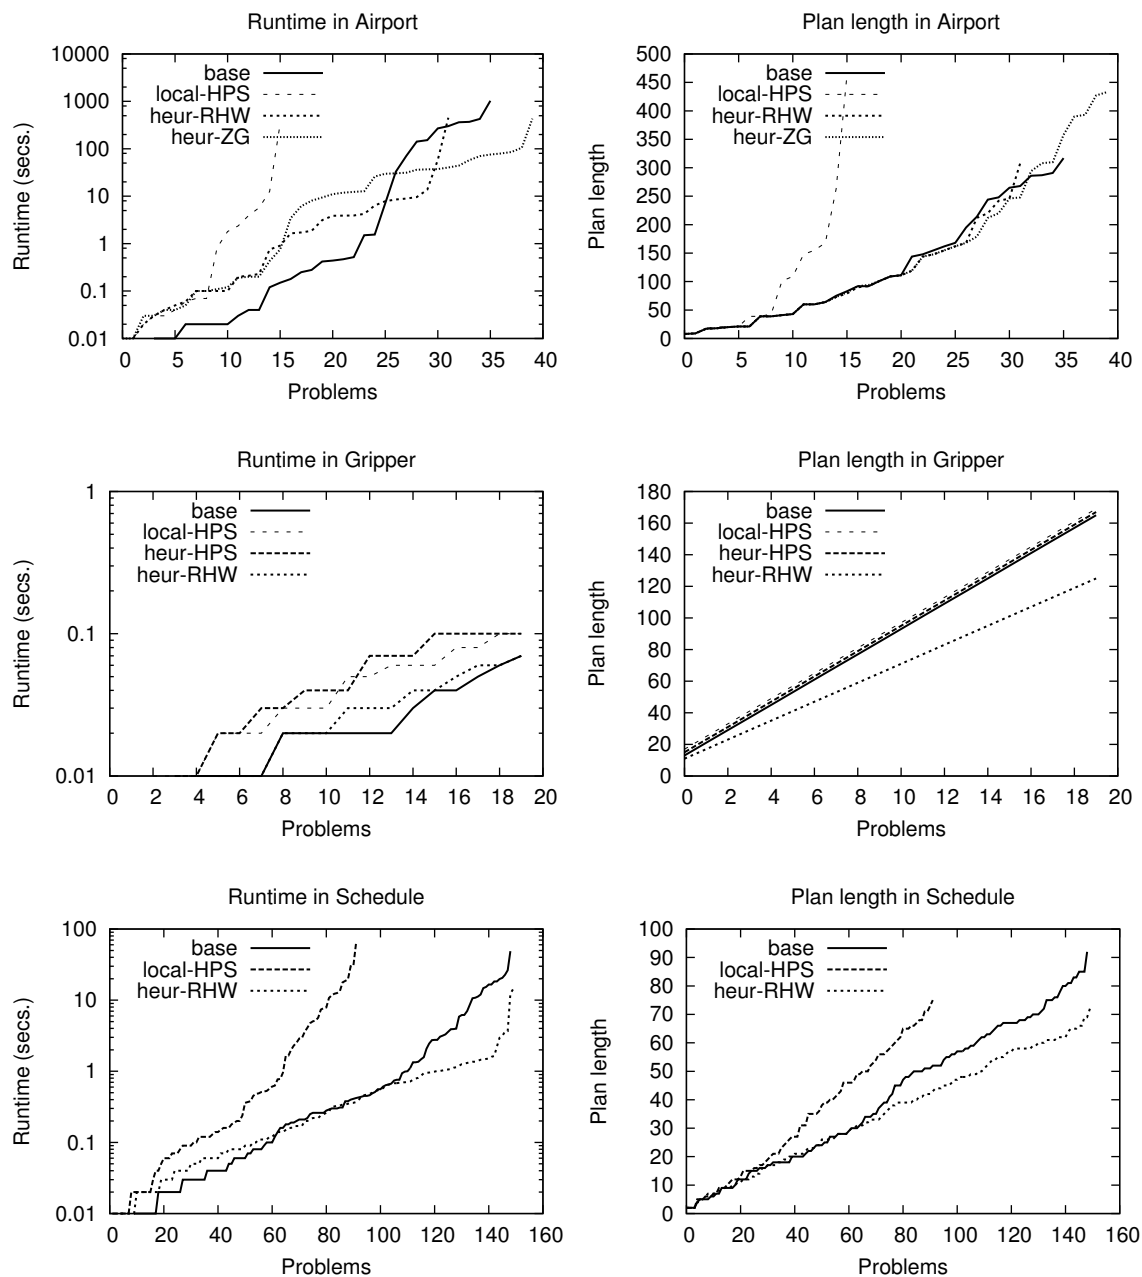 Runtime in Airport
10000
1000
100
10
1
0.1
0.01
Runtime (secs.)
base
local-HPS
heur-RHW
heur-ZG
0 5 10 15 20 25 30 35 40
Problems
Plan length in Airport
500
450
400
350
300
250
200
150
100
50
0
Plan length
base
local-HPS
heur-RHW
heur-ZG
0 5 10 15 20 25 30 35 40
Problems
Runtime in Gripper
1
0.1
0.01
Runtime (secs.)
base
local-HPS
heur-HPS
heur-RHW
0 2 4 6 8 10 12 14 16 18 20
Problems
Plan length in Gripper
180
160
140
120
100
80
60
40
20
0
Plan length
base
local-HPS
heur-HPS
heur-RHW
0 2 4 6 8 10 12 14 16 18 20
Problems
Runtime in Schedule
100
10
1
0.1
0.01
Runtime (secs.)
base
local-HPS
heur-RHW
0 20 40 60 80 100 120 140 160
Problems
Plan length in Schedule
100
90
80
70
60
50
40
30
20
10
0
Plan length
base
local-HPS
heur-RHW
0 20 40 60 80 100 120 140 160
Problems